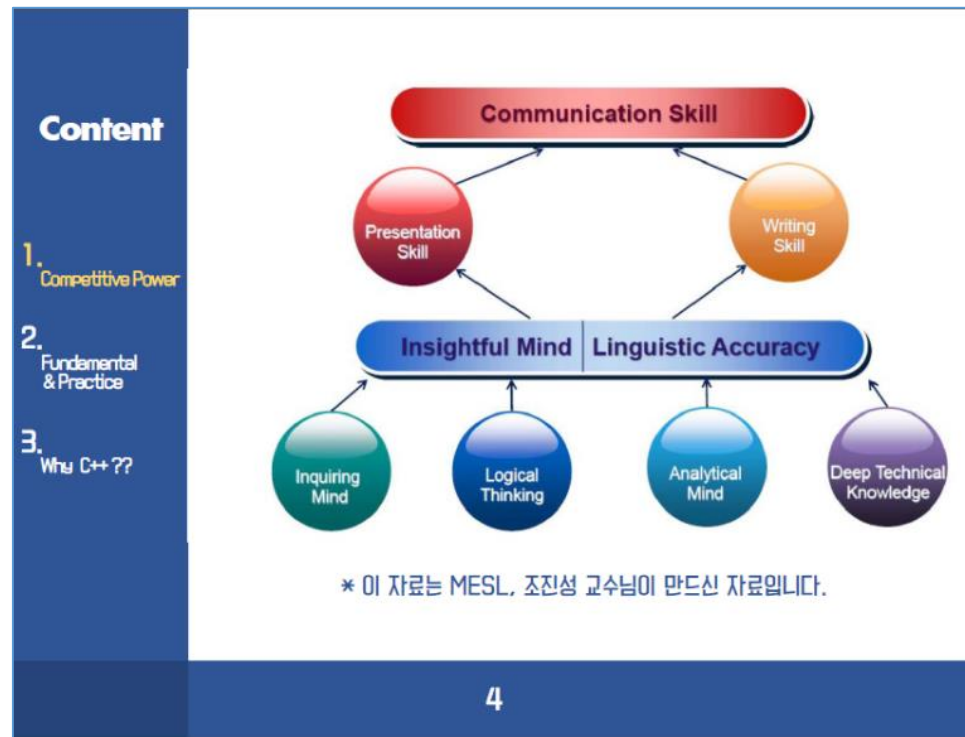 Content
1.
Competitive Power
2.
Fundamental
& Practice
3.
Why C++ ??
Communication Skill
Presentation
Skill
Writing
Skill
Insightful Mind Linguistic Accuracy
Inquiring
Mind
Logical
Thinking
Analytical
Mind
Deep Technical
Knowledge
* 이 자료는 MESL, 조진성 교수님이 만드신 자료입니다.
4